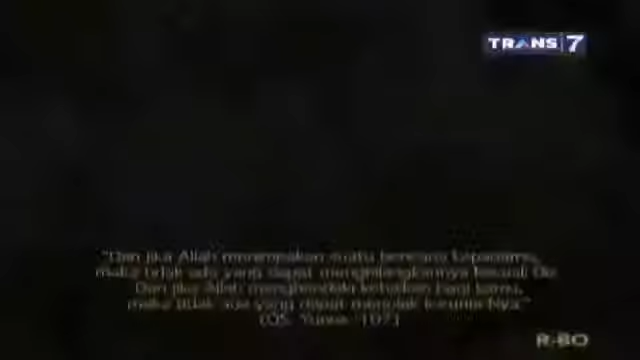 TRANS|7
"Dan jika Allah menimpakan suatu bencana kepadamu,
maka tidak ada yang dapat menghilangkannya kecuali Dia.
Dan jika Allah menghendaki kebaikan bagi kamu,
maka tidak ada yang dapat menolak karunia-Nya."
(QS. Yunus: 107)
R-BO